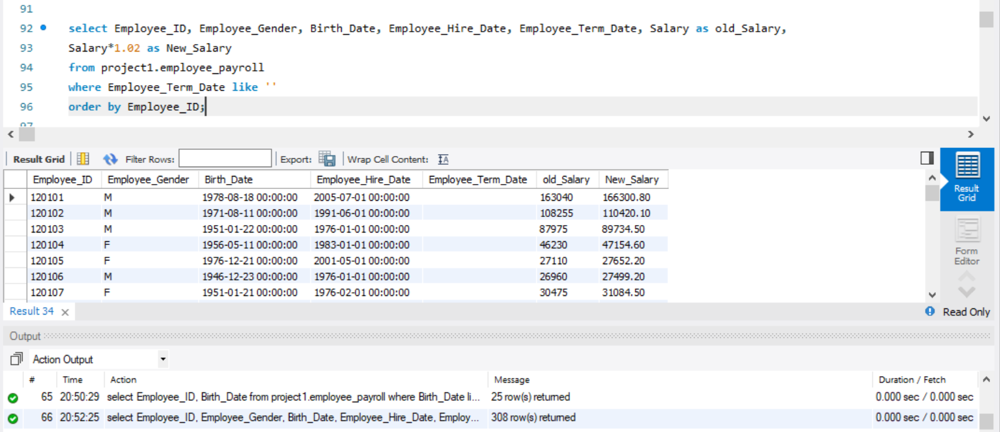 91
92 select Employee_ID, Employee_Gender, Birth_Date, Employee_Hire_Date, Employee_Term_Date, Salary as old_Salary,
93 Salary*1.02 as New_Salary
94 from project1.employee_payroll
95 where Employee_Term_Date like ''
96 order by Employee_ID;
97
Result Grid Filter Rows: Export: Wrap Cell Content: IA
Employee_ID Employee_Gender Birth_Date Employee_Hire_Date Employee_Term_Date old_Salary New_Salary
120101 M 1978-08-18 00:00:00 2005-07-01 00:00:00 163040 166300.80
120102 M 1971-08-11 00:00:00 1991-06-01 00:00:00 108255 110420.10
120103 M 1951-01-22 00:00:00 1976-01-01 00:00:00 87975 89734.50
120104 F 1956-05-11 00:00:00 1983-01-01 00:00:00 46230 47154.60
120105 F 1976-12-21 00:00:00 2001-05-01 00:00:00 27110 27652.20
120106 M 1946-12-23 00:00:00 1976-01-01 00:00:00 26960 27499.20
120107 F 1951-01-21 00:00:00 1976-02-01 00:00:00 30475 31084.50
Result
Grid
Form
Editor
Result 34 Read Only
Output
Action Output
# Time Action Message Duration / Fetch
65 20:50:29 select Employee_ID, Birth_Date from project1.employee_payroll where Birth_Date li... 25 row(s) returned 0.000 sec / 0.000 sec
66 20:52:25 select Employee_ID, Employee_Gender, Birth_Date, Employee_Hire_Date, Employ... 308 row(s) returned 0.000 sec / 0.000 sec